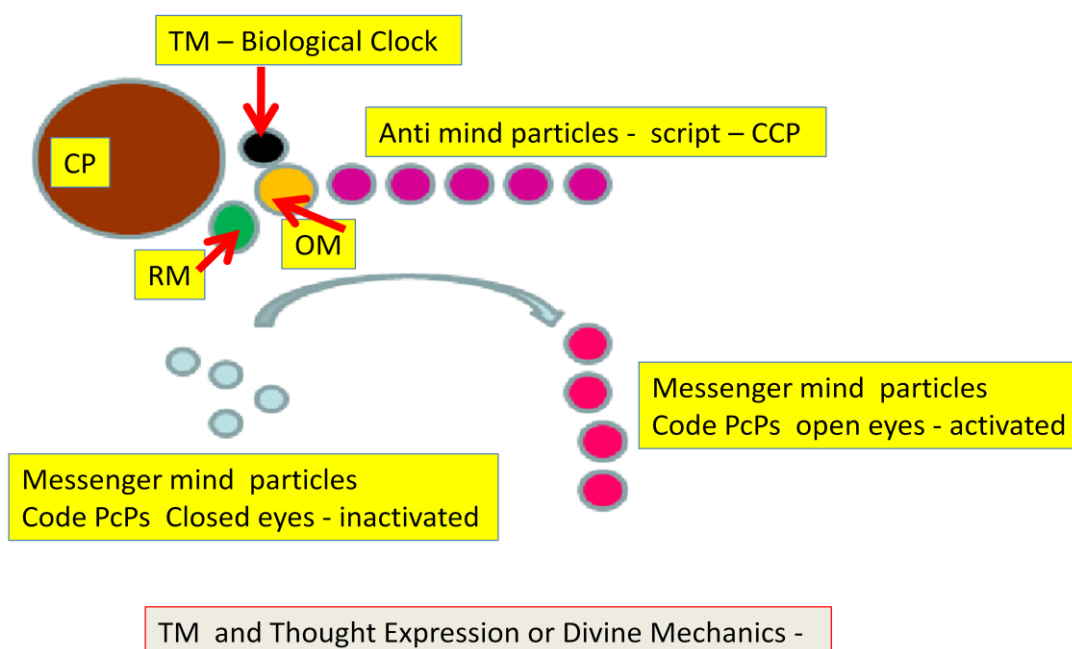 TM – Biological Clock
Anti mind particles - script – CCP
CP
OM
RM
Messenger mind particles
Code PcPs open eyes - activated
Messenger mind particles
Code PcPs Closed eyes - inactivated
TM and Thought Expression or Divine Mechanics -